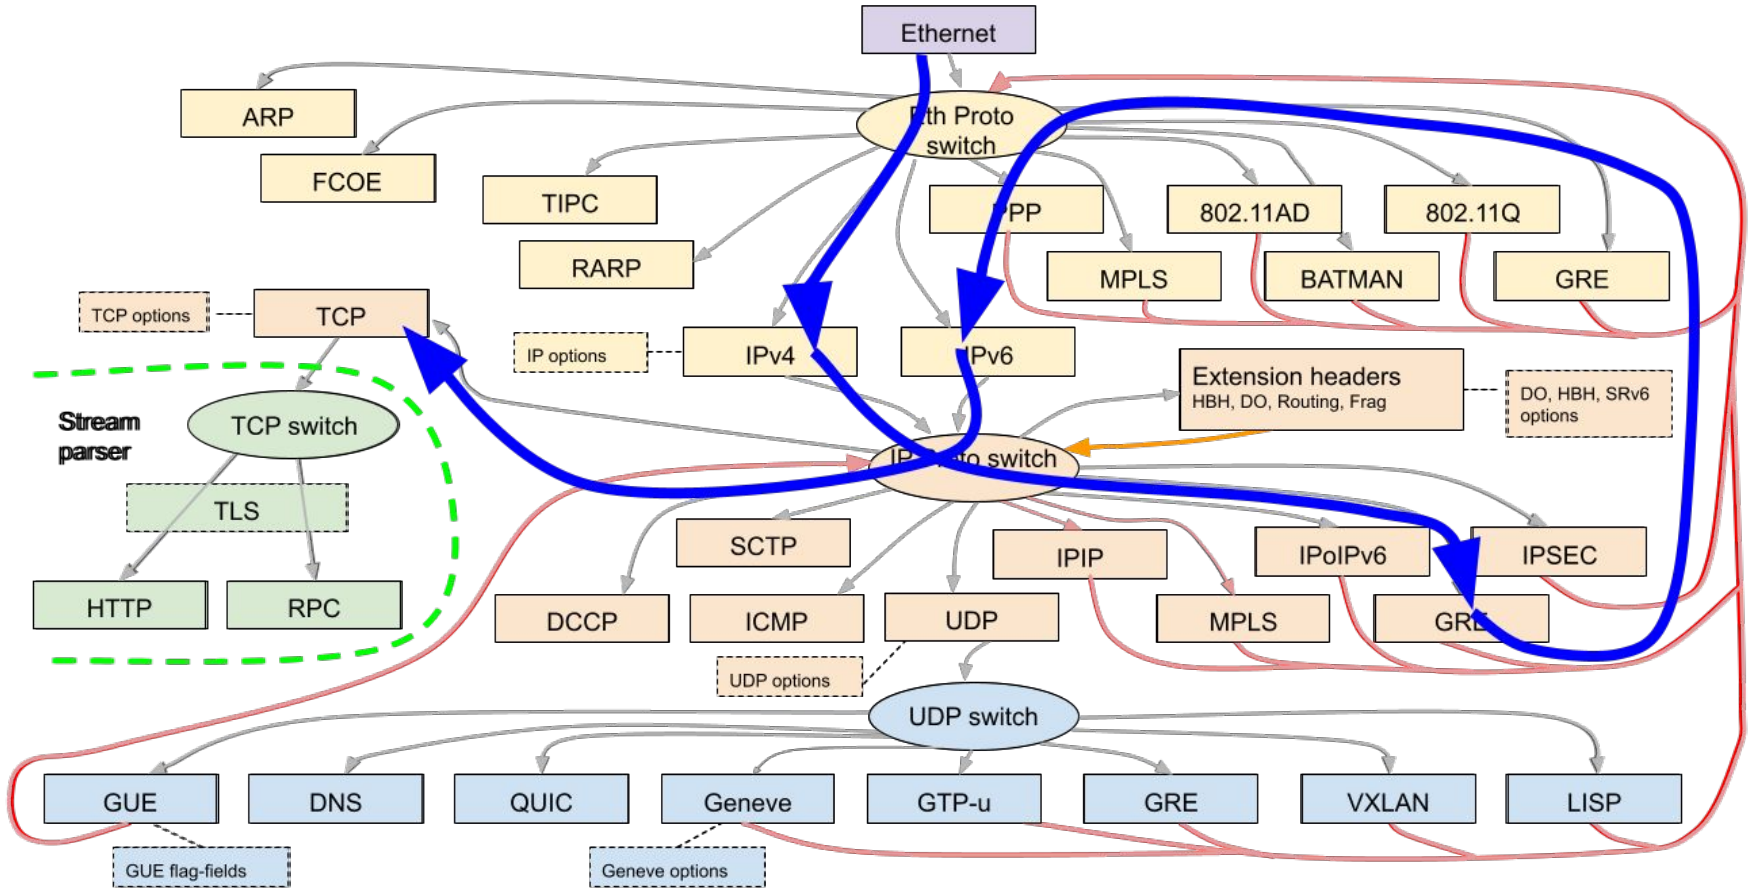 Ethernet
ARP
Eth Proto
switch
FCOE
TIPC
PPP
802.11AD
802.11Q
RARP
MPLS
BATMAN
GRE
TCP options
TCP
IP options
IPv4
IPv6
Extension headers
HBH, DO, Routing, Frag
DO, HBH, SRv6
options
Stream
parser
TCP switch
IP Proto switch
TLS
SCTP
IPIP
IPoIPv6
IPSEC
HTTP
RPC
DCCP
ICMP
UDP
MPLS
GRE
UDP options
UDP switch
GUE
DNS
QUIC
Geneve
GTP-u
GRE
VXLAN
LISP
GUE flag-fields
Geneve options